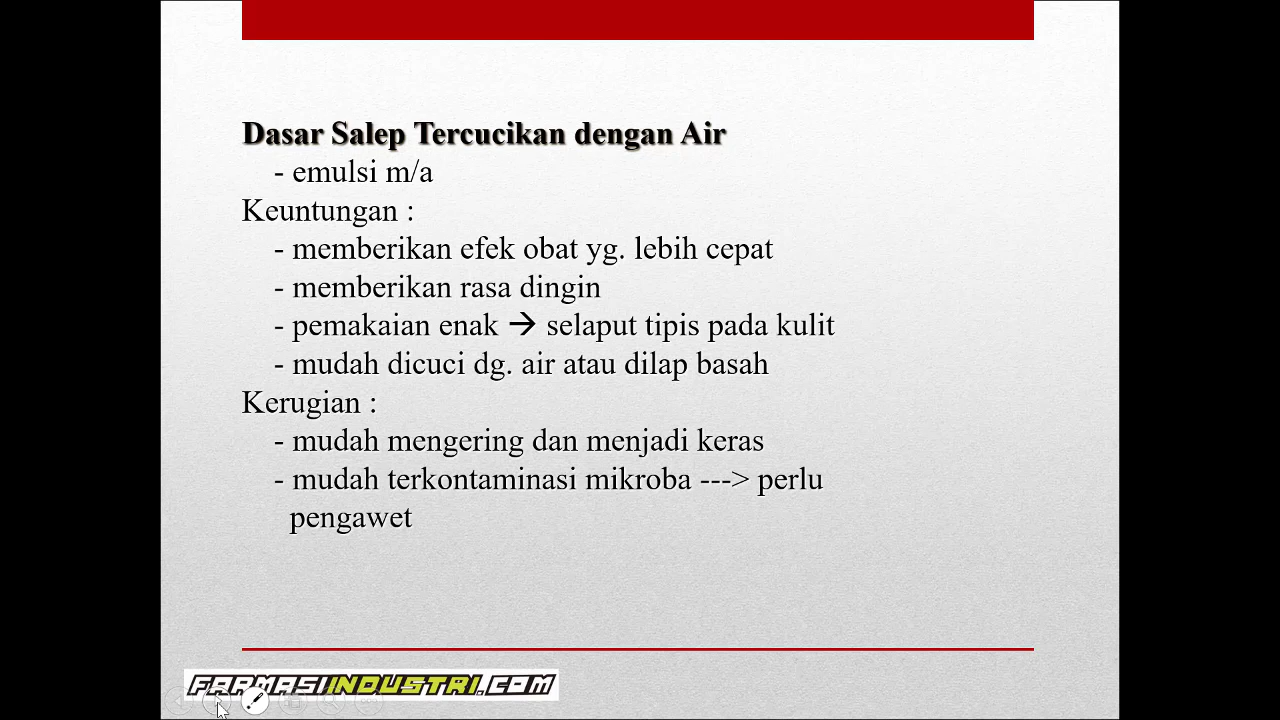 Dasar Salep Tercucikan dengan Air
- emulsi m/a
Keuntungan :
- memberikan efek obat yg. lebih cepat
- memberikan rasa dingin
- pemakaian enak → selaput tipis pada kulit
- mudah dicuci dg. air atau dilap basah
Kerugian :
- mudah mengering dan menjadi keras
- mudah terkontaminasi mikroba ---> perlu
pengawet
FARMASIINDUSTRI.COM